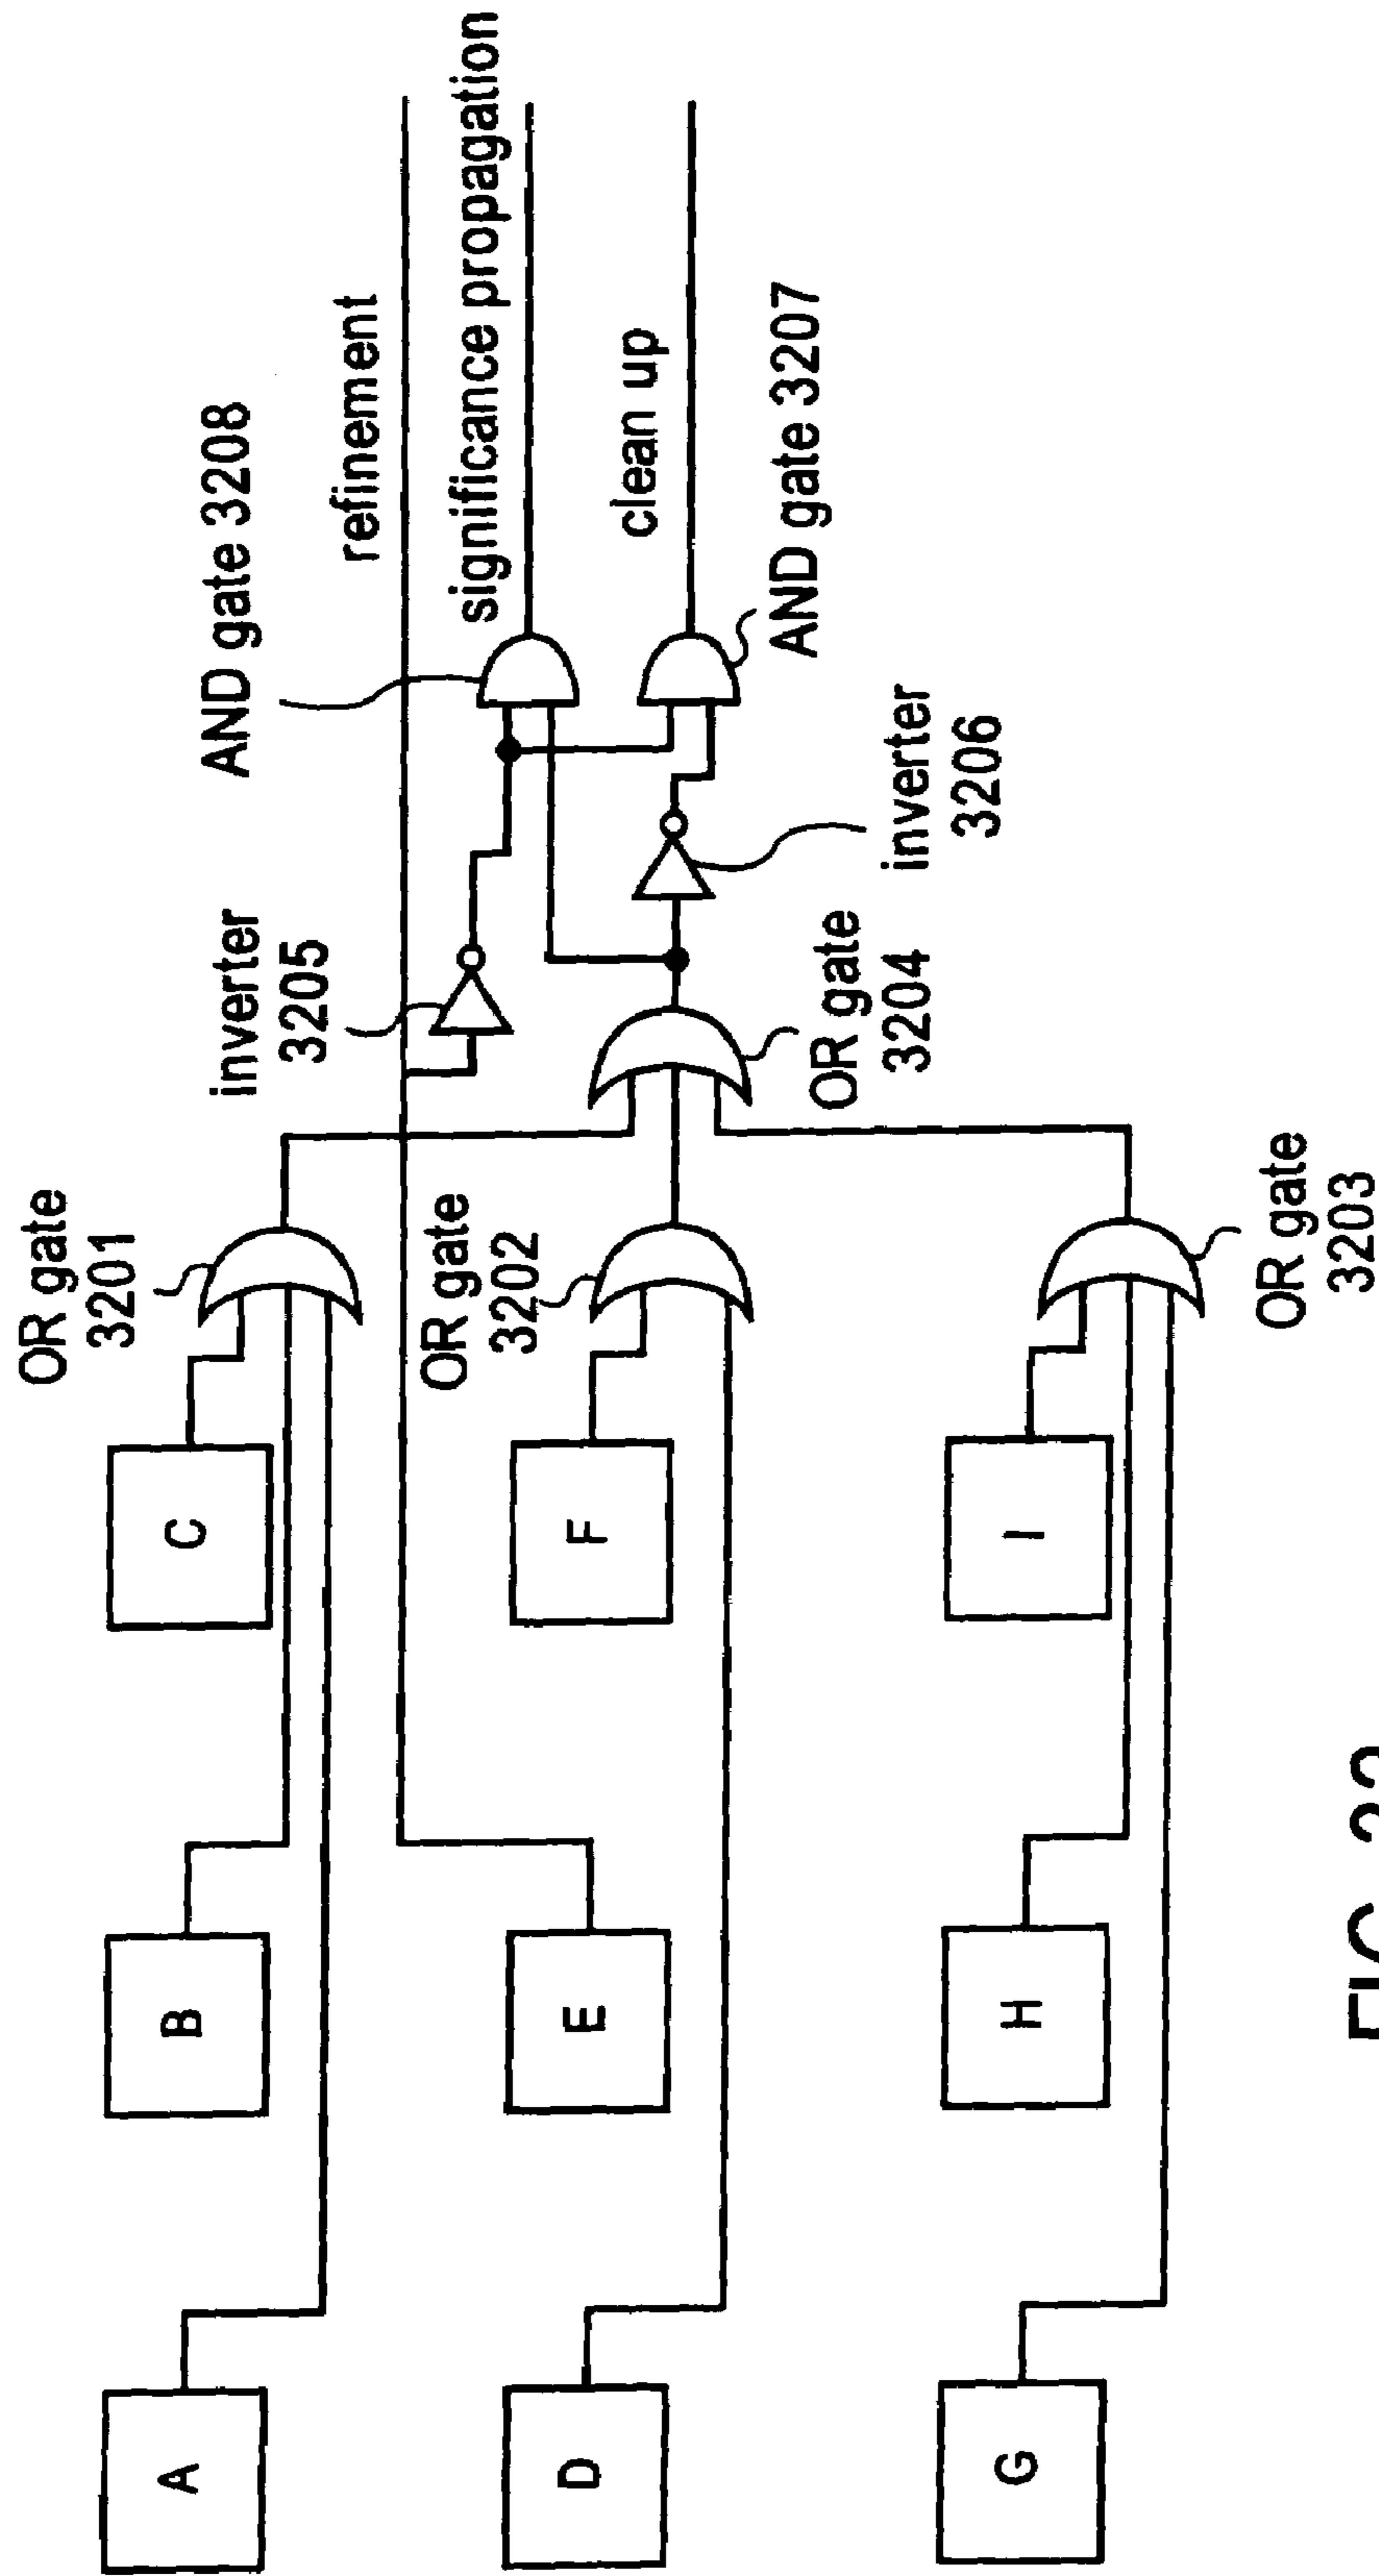 OR gate
3201
A
B
C
inverter
3205
AND gate 3208
refinement
OR gate
3202
significance propagation
D
E
F
clean up
AND gate 3207
OR gate
3204
inverter
3206
G
H
I
OR gate
3203
FIG